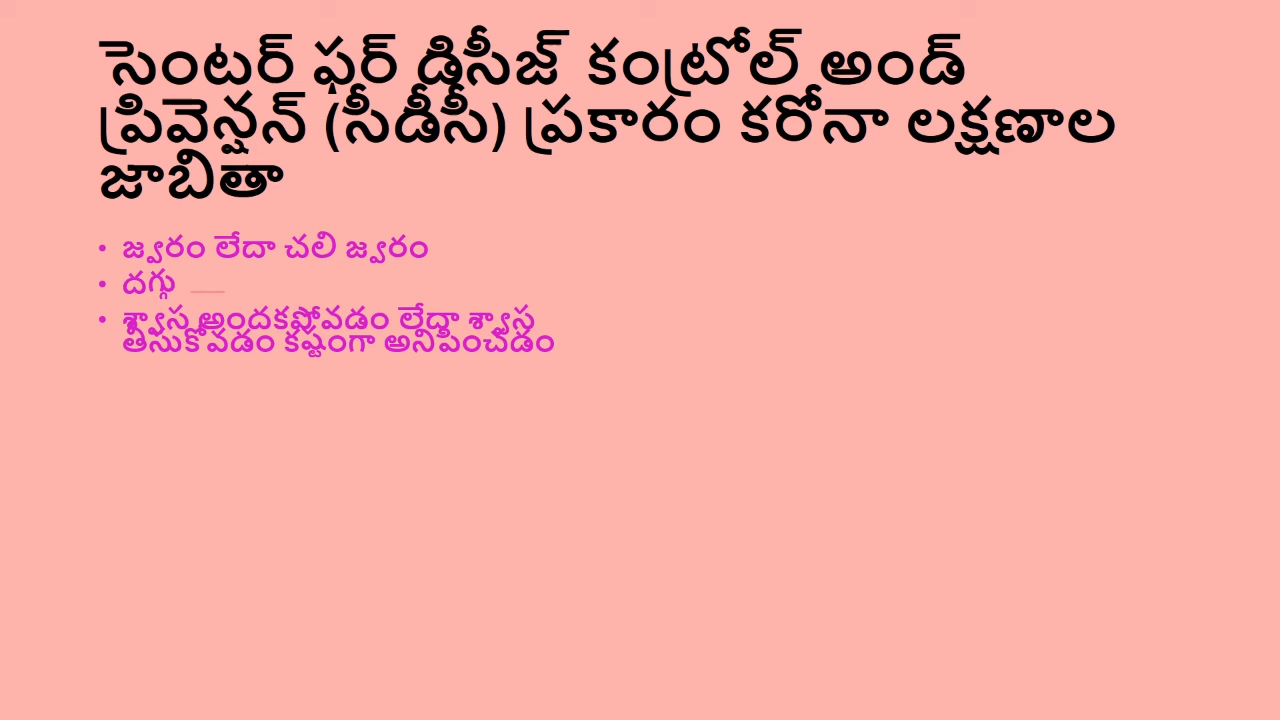 సెంటర్ ఫర్ డిసీజ్ కంట్రోల్ అండ్
ప్రివెన్షన్ (సీడీసీ) ప్రకారం కరోనా లక్షణాల
జాబితా
• జ్వరం లేదా చలి జ్వరం
• దగ్గు
• శ్వాస అందకపోవడం లేదా శ్వాస
తీసుకోవడం కష్టంగా అనిపించడం